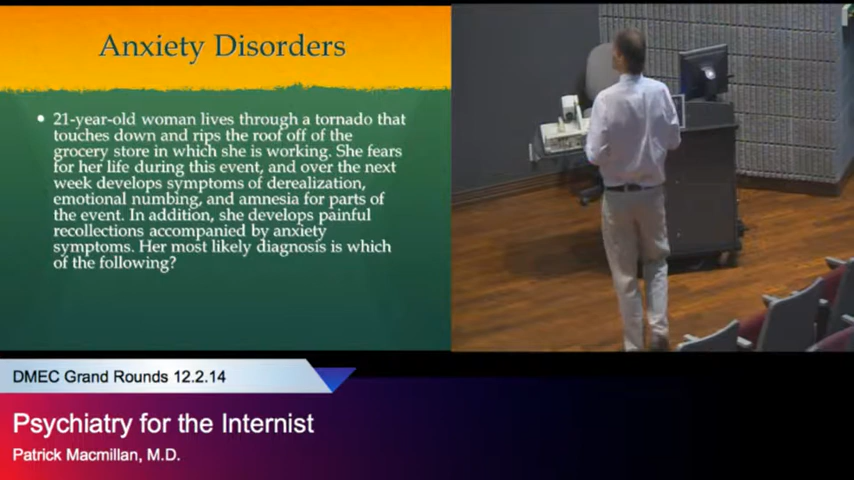 Anxiety Disorders
• 21-year-old woman lives through a tornado that
touches down and rips the roof off of the
grocery store in which she is working. She fears
for her life during this event, and over the next
week develops symptoms of derealization,
emotional numbing, and amnesia for parts of
the event. In addition, she develops painful
recollections accompanied by anxiety
symptoms. Her most likely diagnosis is which
of the following?
DMEC Grand Rounds 12.2.14
Psychiatry for the Internist
Patrick Macmillan, M.D.